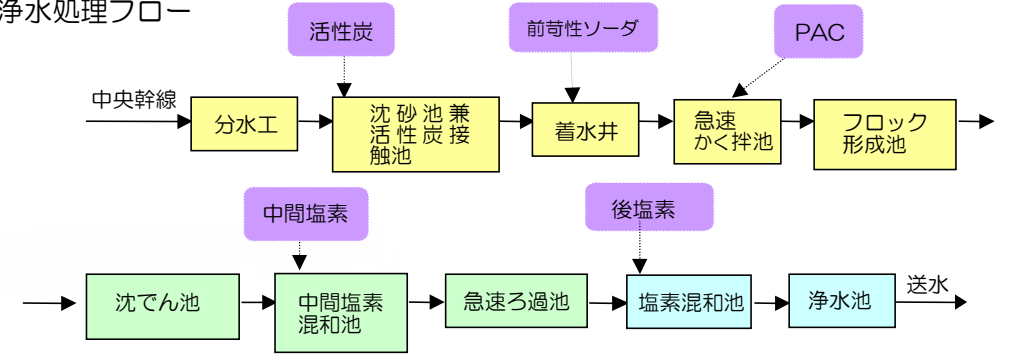 浄水処理フロー
活性炭
前苛性ソーダ
PAC
中央幹線
分水工
沈砂池兼
活性炭接
触池
着水井
急速
かく拌池
フロック
形成池
中間塩素
後塩素
沈でん池
中間塩素
混和池
急速ろ過池
塩素混和池
浄水池
送水